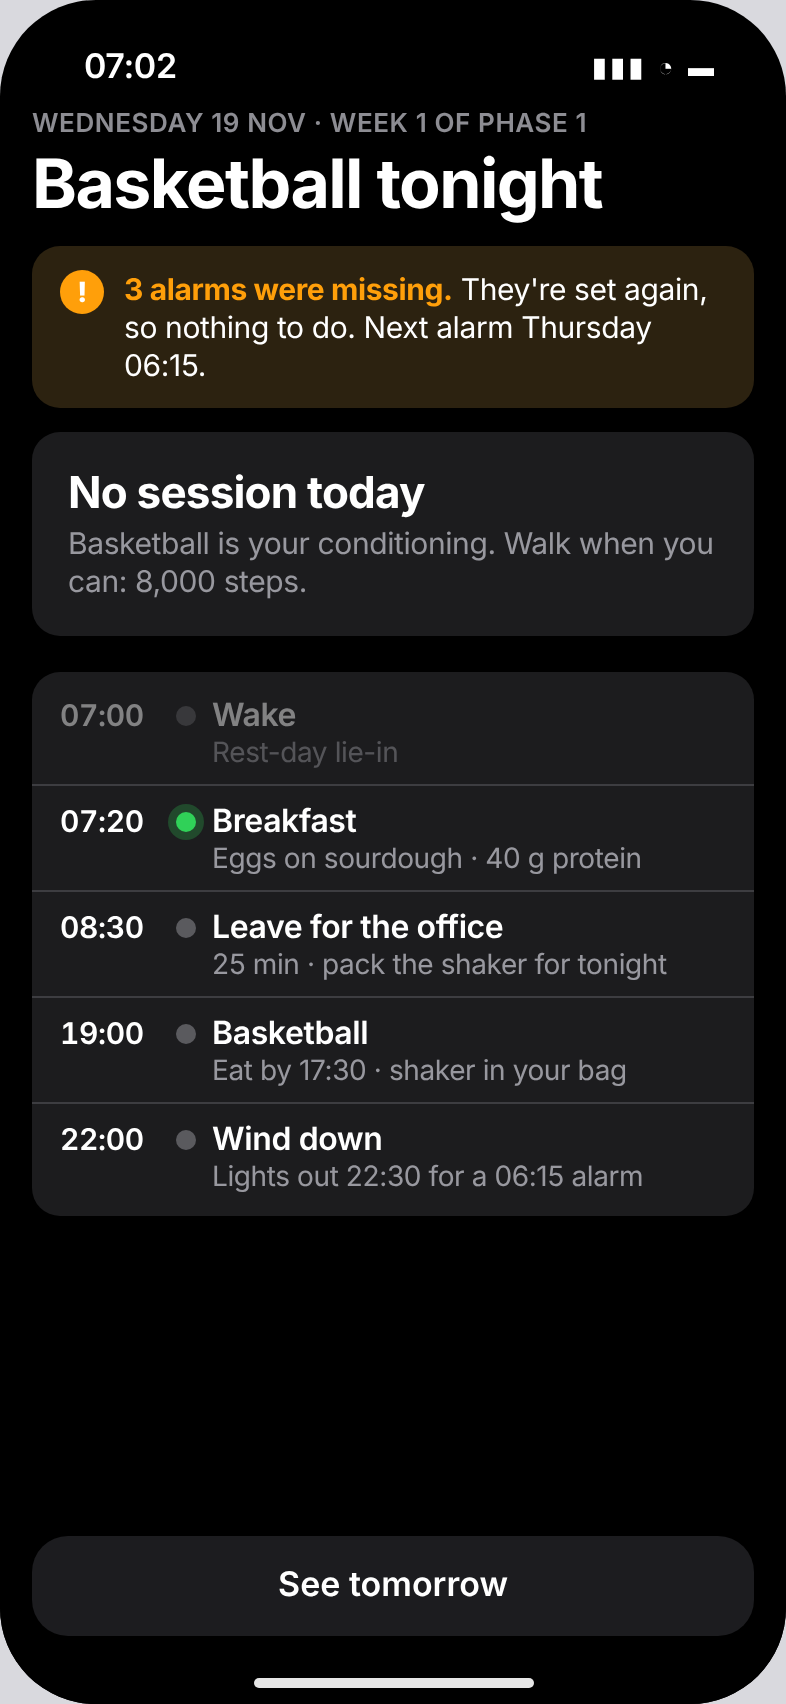 07:02
WEDNESDAY 19 NOV · WEEK 1 OF PHASE 1
Basketball tonight
! 3 alarms were missing. They're set again,
so nothing to do. Next alarm Thursday
06:15.
No session today
Basketball is your conditioning. Walk when you
can: 8,000 steps.
07:00 Wake
Rest-day lie-in
07:20 Breakfast
Eggs on sourdough · 40 g protein
08:30 Leave for the office
25 min · pack the shaker for tonight
19:00 Basketball
Eat by 17:30 · shaker in your bag
22:00 Wind down
Lights out 22:30 for a 06:15 alarm
See tomorrow